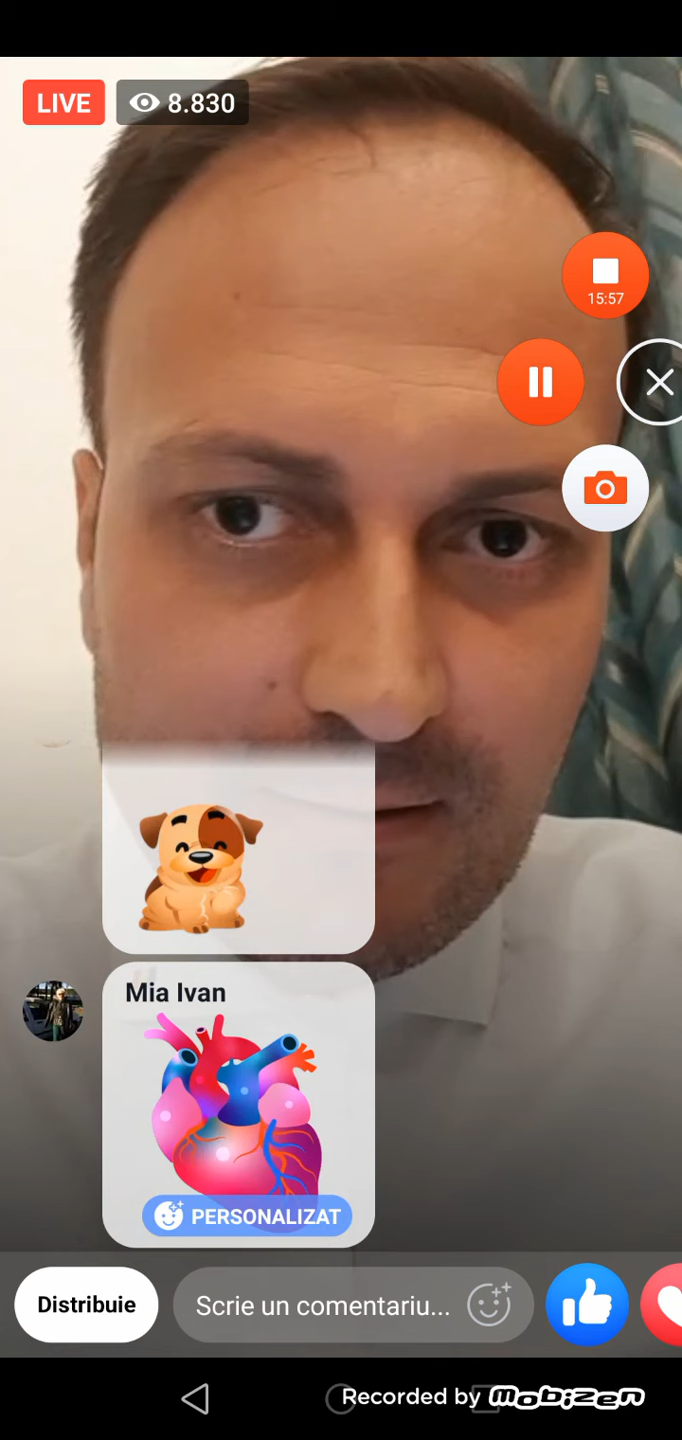 LIVE
8.830
15:57
Mia Ivan
PERSONALIZAT
Distribuie
Scrie un comentariu...
Recorded by Mobizen